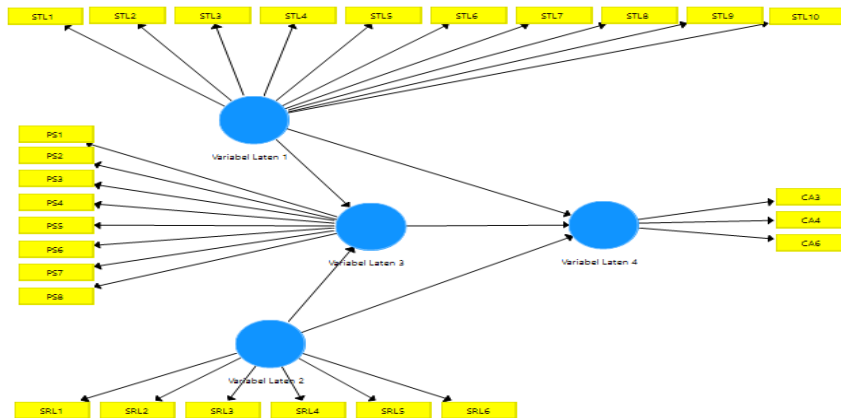 STL1 STL2 STL3 STL4 STL5 STL6 STL7 STL8 STL9 STL10
Variabel Laten 1
PS1
PS2
PS3
PS4
PS5
PS6
PS7
PS8
Variabel Laten 3
Variabel Laten 4
CA3
CA4
CA6
Variabel Laten 2
SRL1 SRL2 SRL3 SRL4 SRL5 SRL6